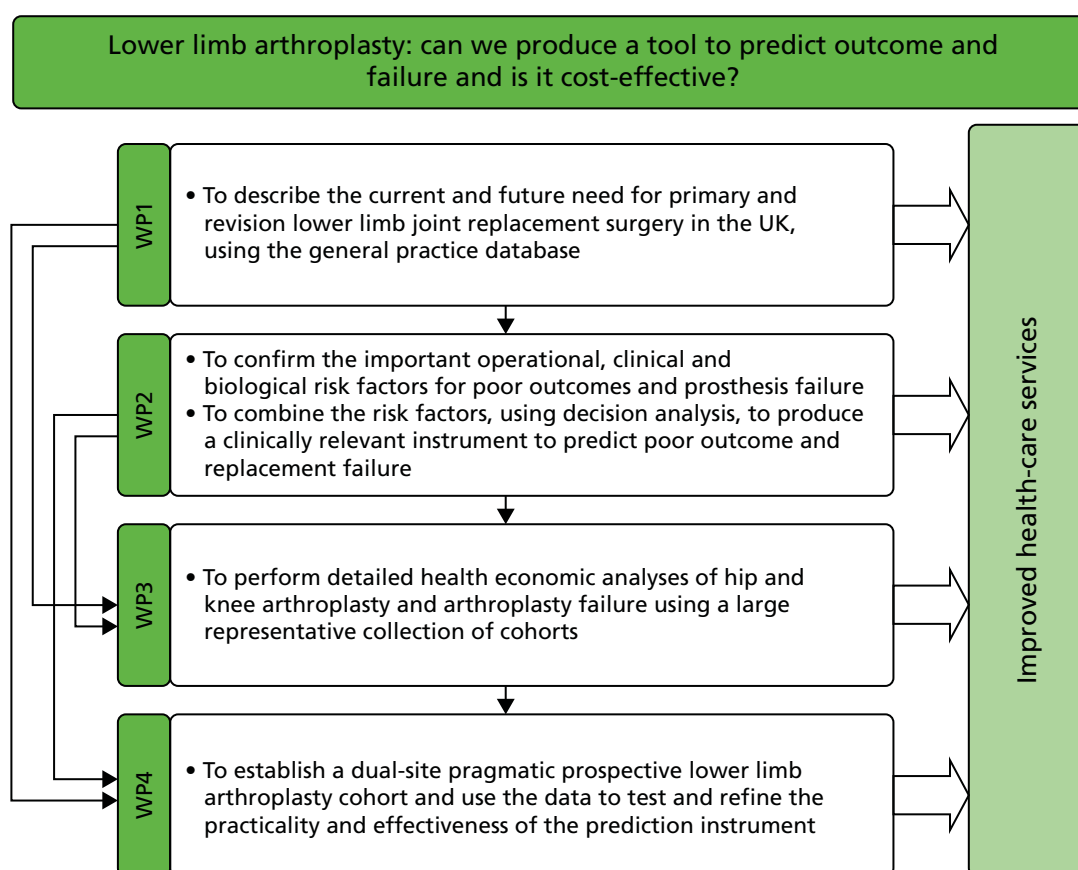 Lower limb arthroplasty: can we produce a tool to predict outcome and
failure and is it cost-effective?
WP1
• To describe the current and future need for primary and
revision lower limb joint replacement surgery in the UK,
using the general practice database
WP2
• To confirm the important operational, clinical and
biological risk factors for poor outcomes and prosthesis failure
• To combine the risk factors, using decision analysis, to produce
a clinically relevant instrument to predict poor outcome and
replacement failure
WP3
• To perform detailed health economic analyses of hip and
knee arthroplasty and arthroplasty failure using a large
representative collection of cohorts
WP4
• To establish a dual-site pragmatic prospective lower limb
arthroplasty cohort and use the data to test and refine the
practicality and effectiveness of the prediction instrument
Improved health-care services